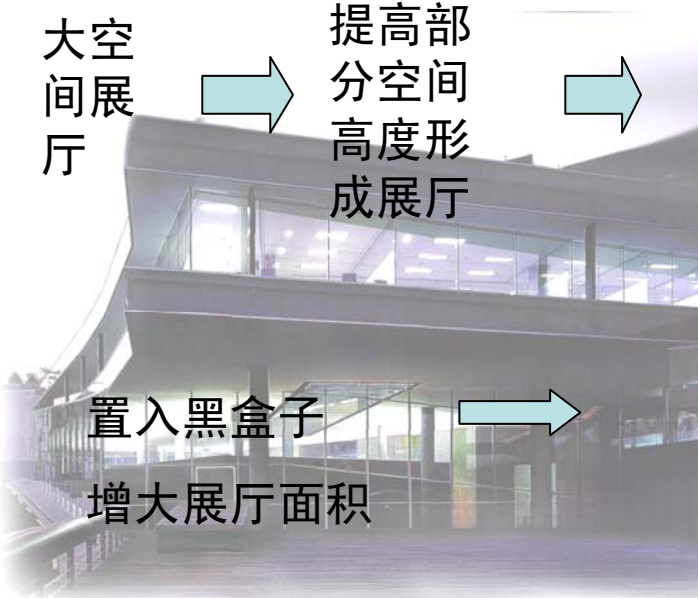 大空
间展
厅
提高部
分空间
高度形
成展厅
置入黑盒子
增大展厅面积